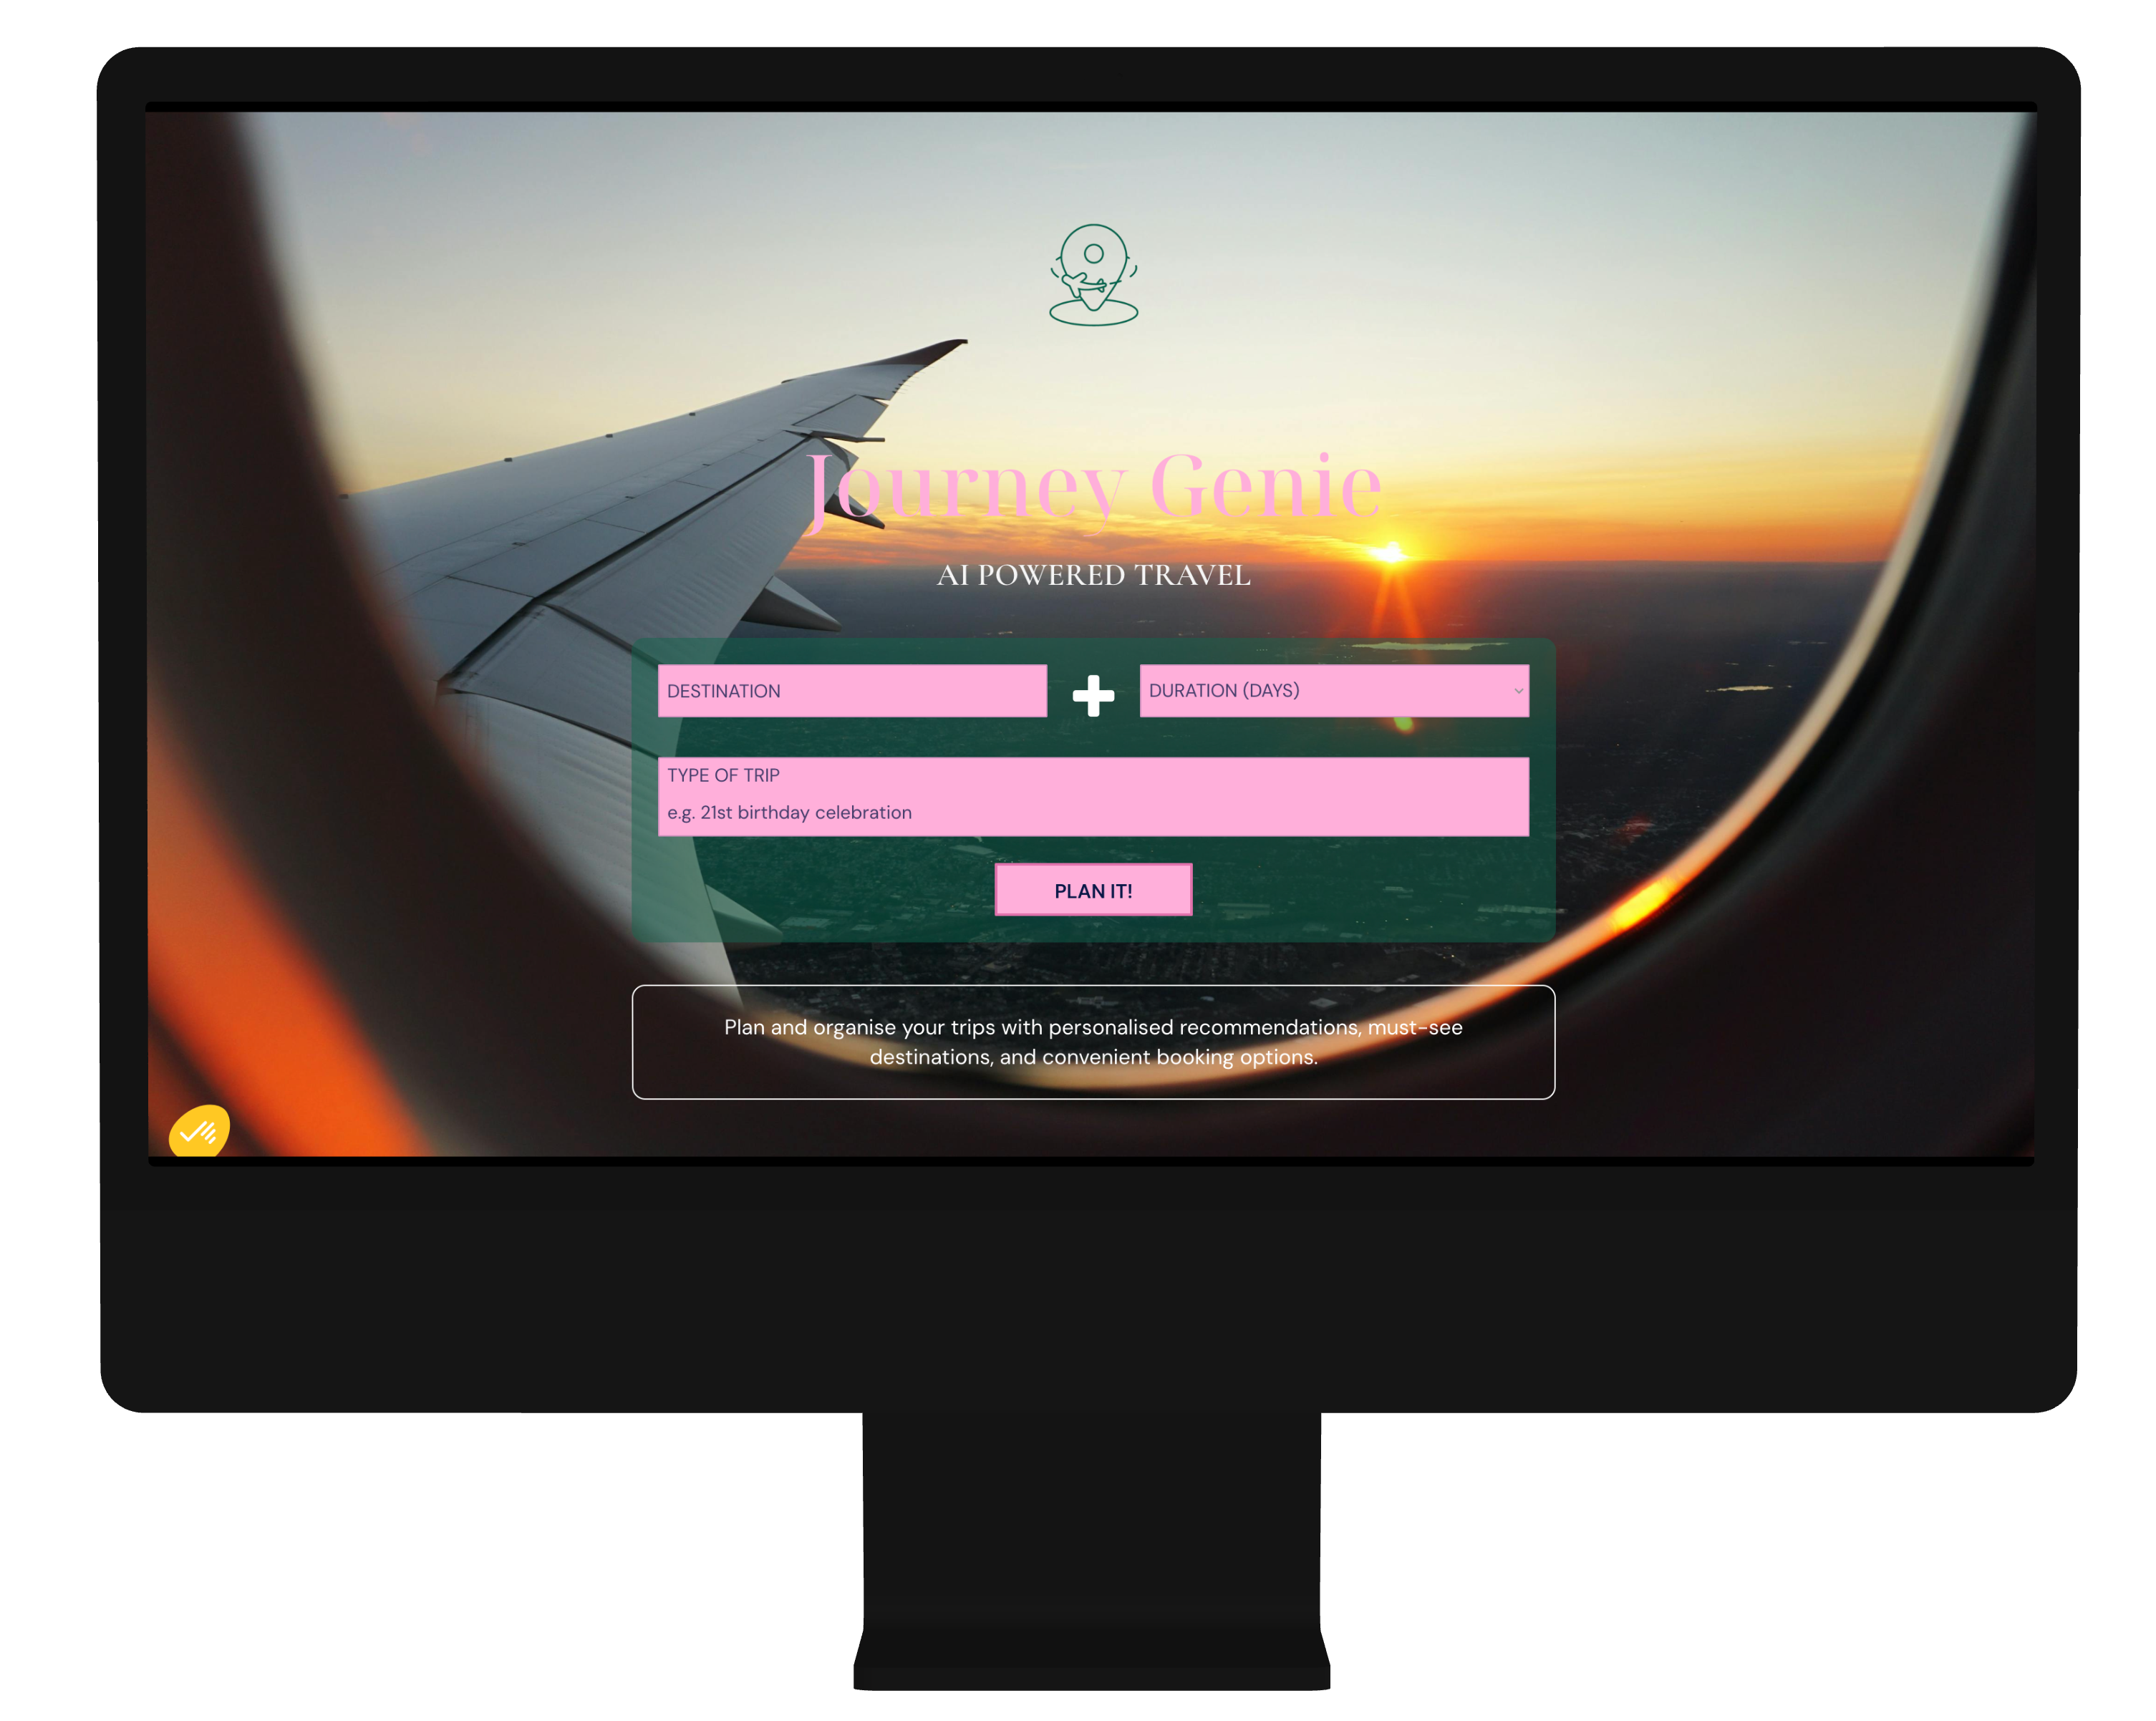 Journey Genie
AI POWERED TRAVEL
DESTINATION
DURATION (DAYS)
TYPE OF TRIP
e.g. 21st birthday celebration
PLAN IT!
Plan and organise your trips with personalised recommendations, must-see
destinations, and convenient booking options.